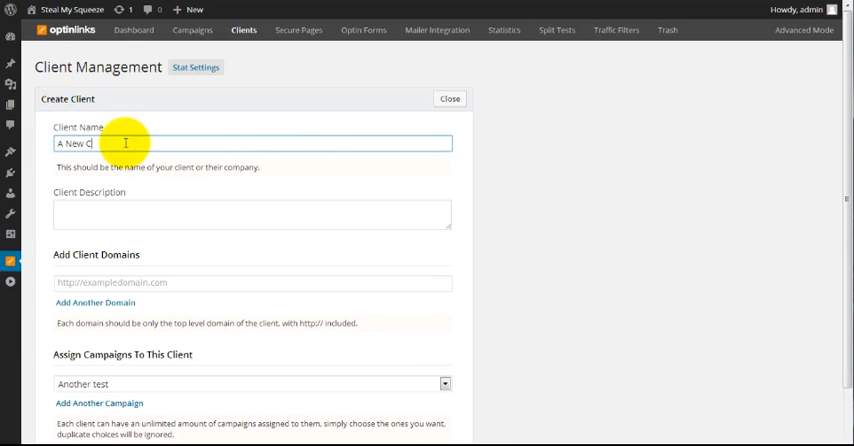 Steal My Squeeze 1 0 New Howdy, admin
optinlinks Dashboard Campaigns Clients Secure Pages Optin Forms Mailer Integration Statistics Split Tests Traffic Filters Trash Advanced Mode
Client Management Stat Settings
Create Client Close
Client Name
A New C
This should be the name of your client or their company.
Client Description
Add Client Domains
http://exampledomain.com
Add Another Domain
Each domain should be only the top level domain of the client, with http:// included.
Assign Campaigns To This Client
Another test
Add Another Campaign
Each client can have an unlimited amount of campaigns assigned to them, simply choose the ones you want,
duplicate choices will be ignored.